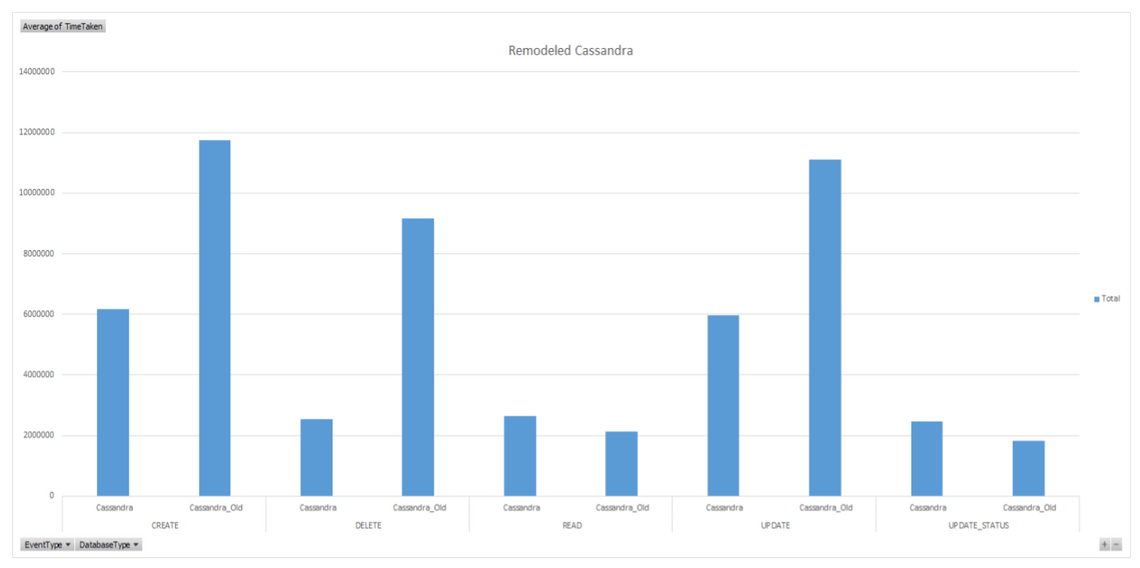 Average of TimeTaken
Remodeled Cassandra
14000000
12000000
10000000
8000000
6000000
4000000
2000000
0
Total
Cassandra Cassandra_Old Cassandra Cassandra_Old Cassandra Cassandra_Old Cassandra Cassandra_Old Cassandra Cassandra_Old
CREATE DELETE READ UPDATE UPDATE_STATUS
EventType DatabaseType
+ −